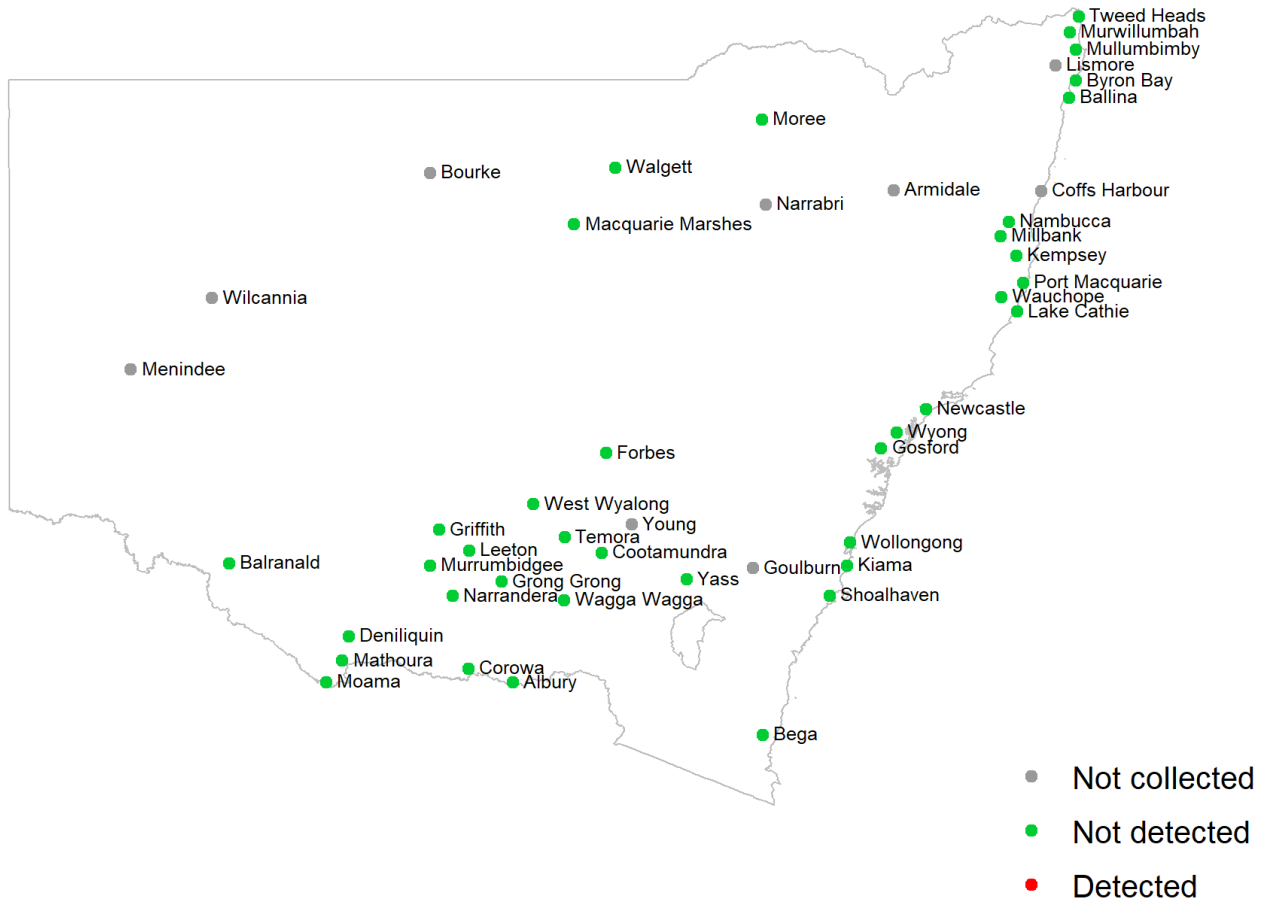 Tweed Heads
Murwillumbah
Mullumbimby
Lismore
Byron Bay
Ballina
Moree
Walgett
Bourke
Armidale
Coffs Harbour
Narrabri
Nambucca
Macquarie Marshes
Millbank
Kempsey
Port Macquarie
Wauchope
Wilcannia
Lake Cathie
Menindee
Newcastle
Wyong
Gosford
Forbes
West Wyalong
Young
Griffith
Temora
Wollongong
Leeton
Cootamundra
Balranald
Murrumbidgee
Kiama
Goulburn
Yass
Grong Grong
Narrandera
Shoalhaven
Wagga Wagga
Deniliquin
Mathoura
Corowa
Moama
Albury
Bega
Not collected
Not detected
Detected